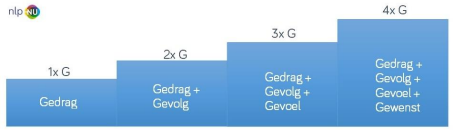 nlp NU
1x G
Gedrag
2x G
Gedrag +
Gevolg
3x G
Gedrag +
Gevolg +
Gevoel
4x G
Gedrag +
Gevolg +
Gevoel +
Gewenst